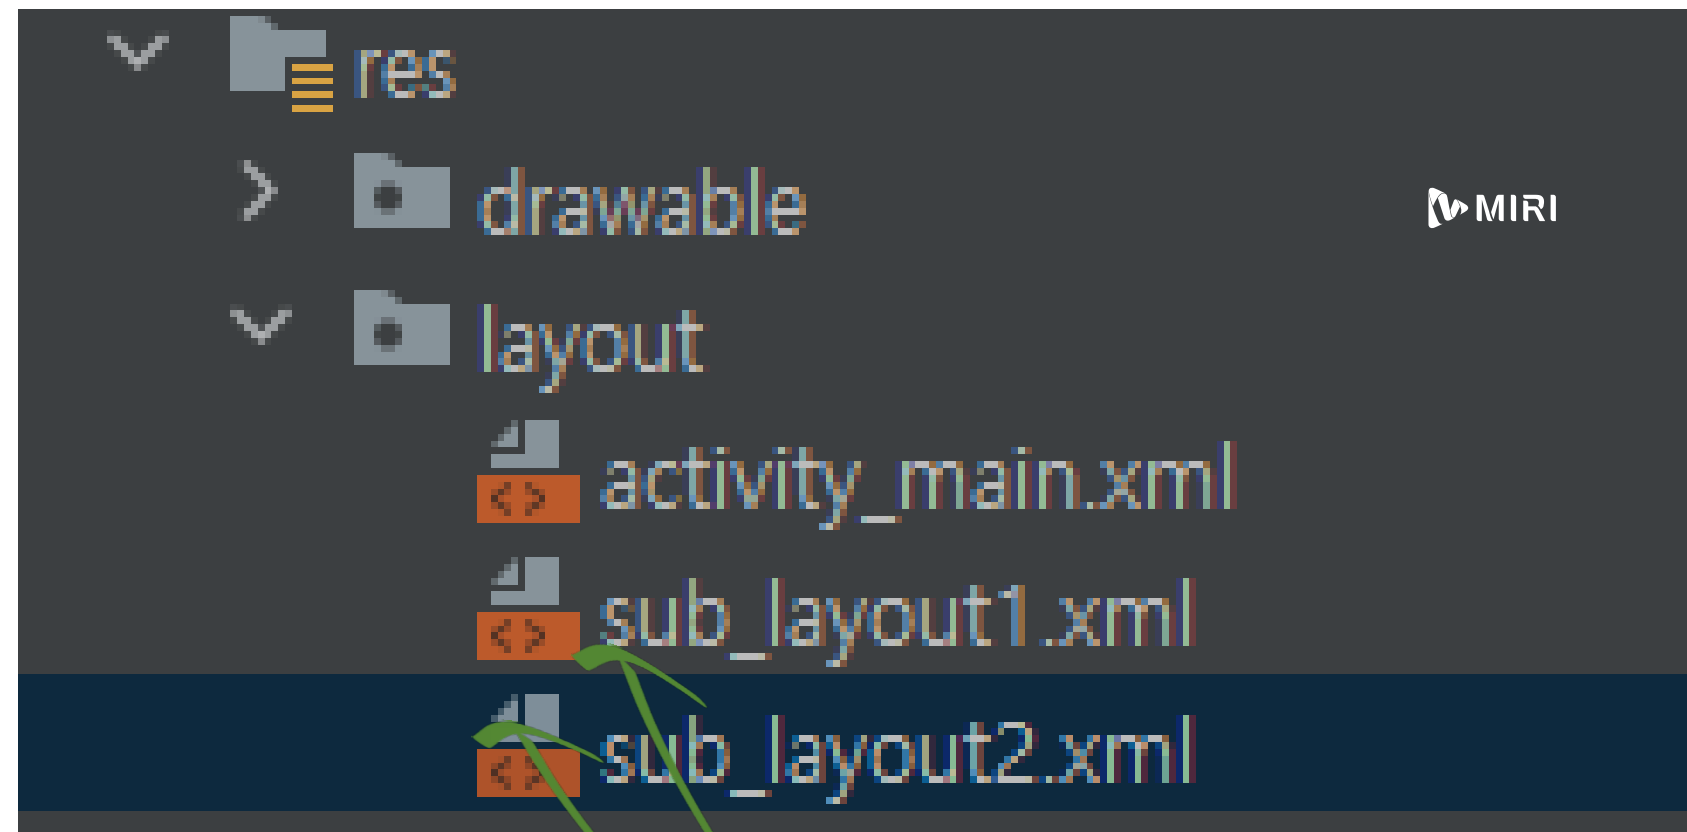 res
drawable
MIRI
layout
activity_main.xml
sub_layout1.xml
sub_layout2.xml